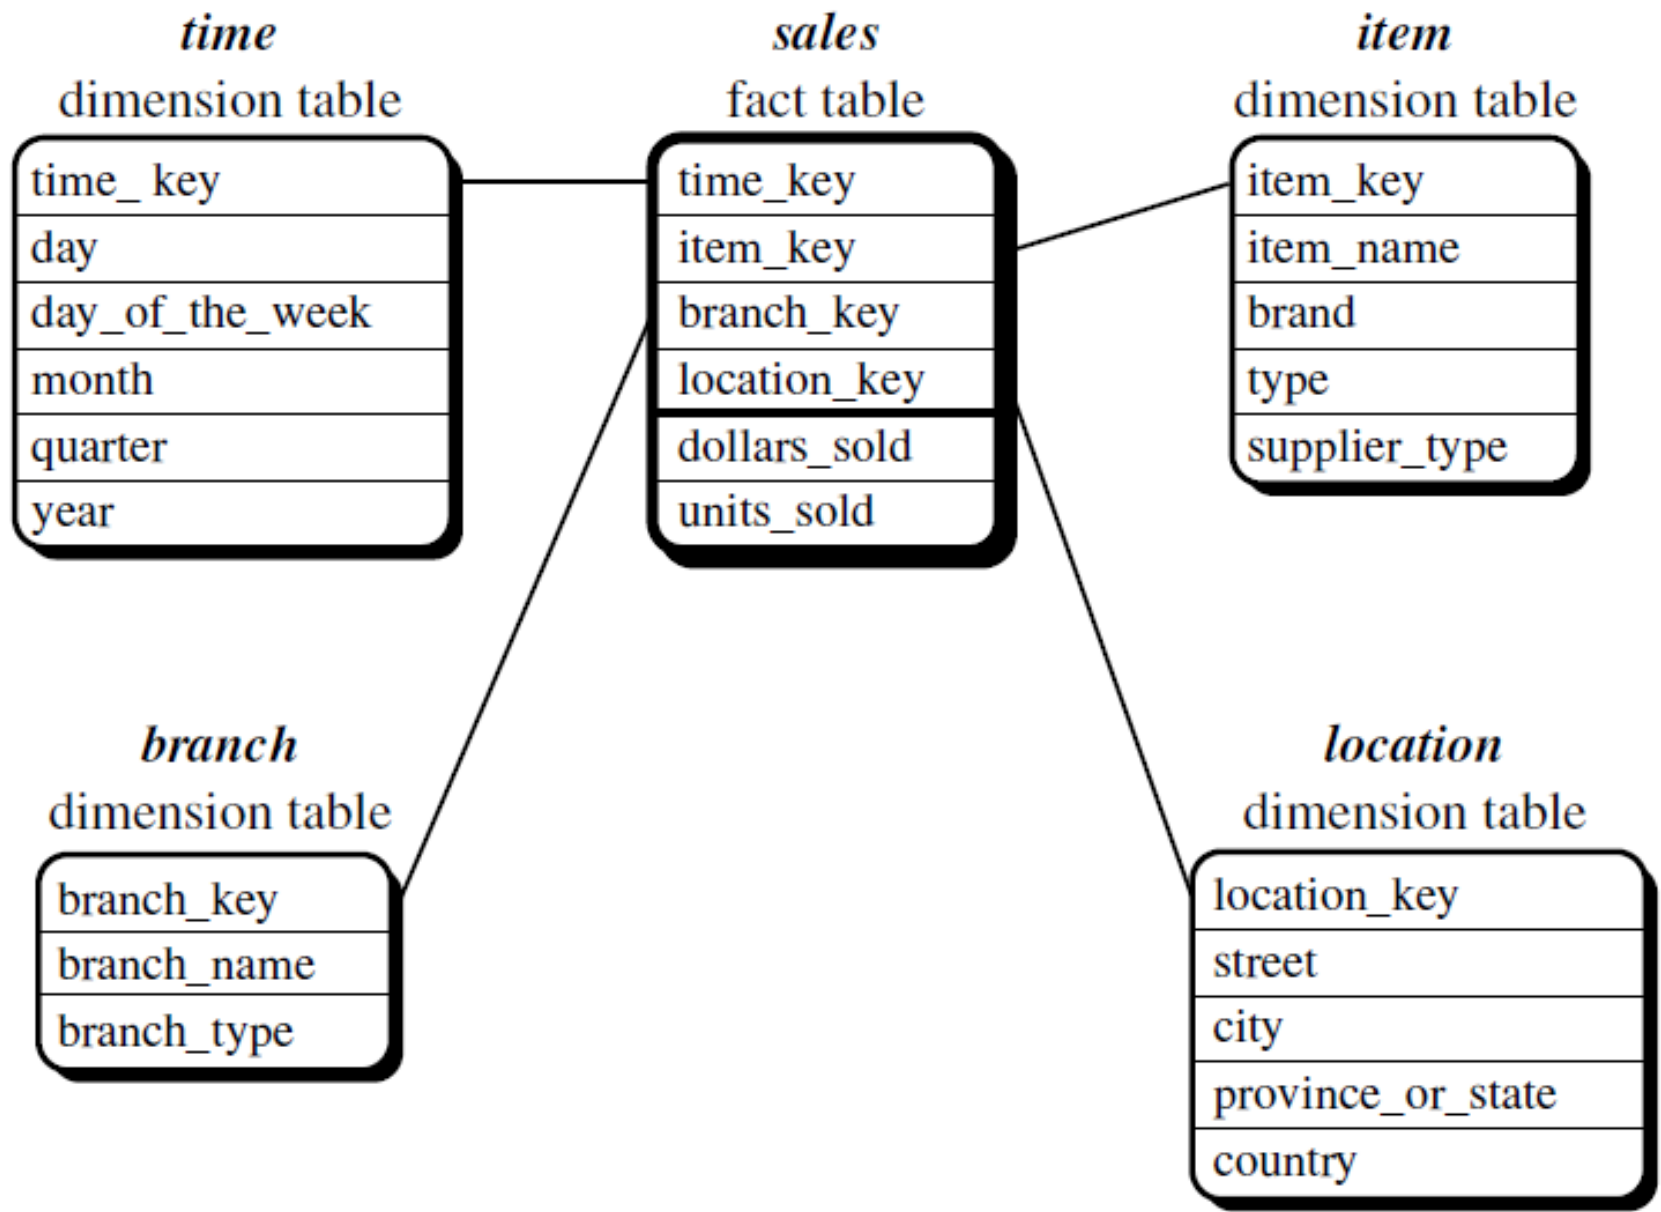 time
dimension table
time_ key
day
day_of_the_week
month
quarter
year
sales
fact table
time_key
item_key
branch_key
location_key
dollars_sold
units_sold
item
dimension table
item_key
item_name
brand
type
supplier_type
branch
dimension table
branch_key
branch_name
branch_type
location
dimension table
location_key
street
city
province_or_state
country